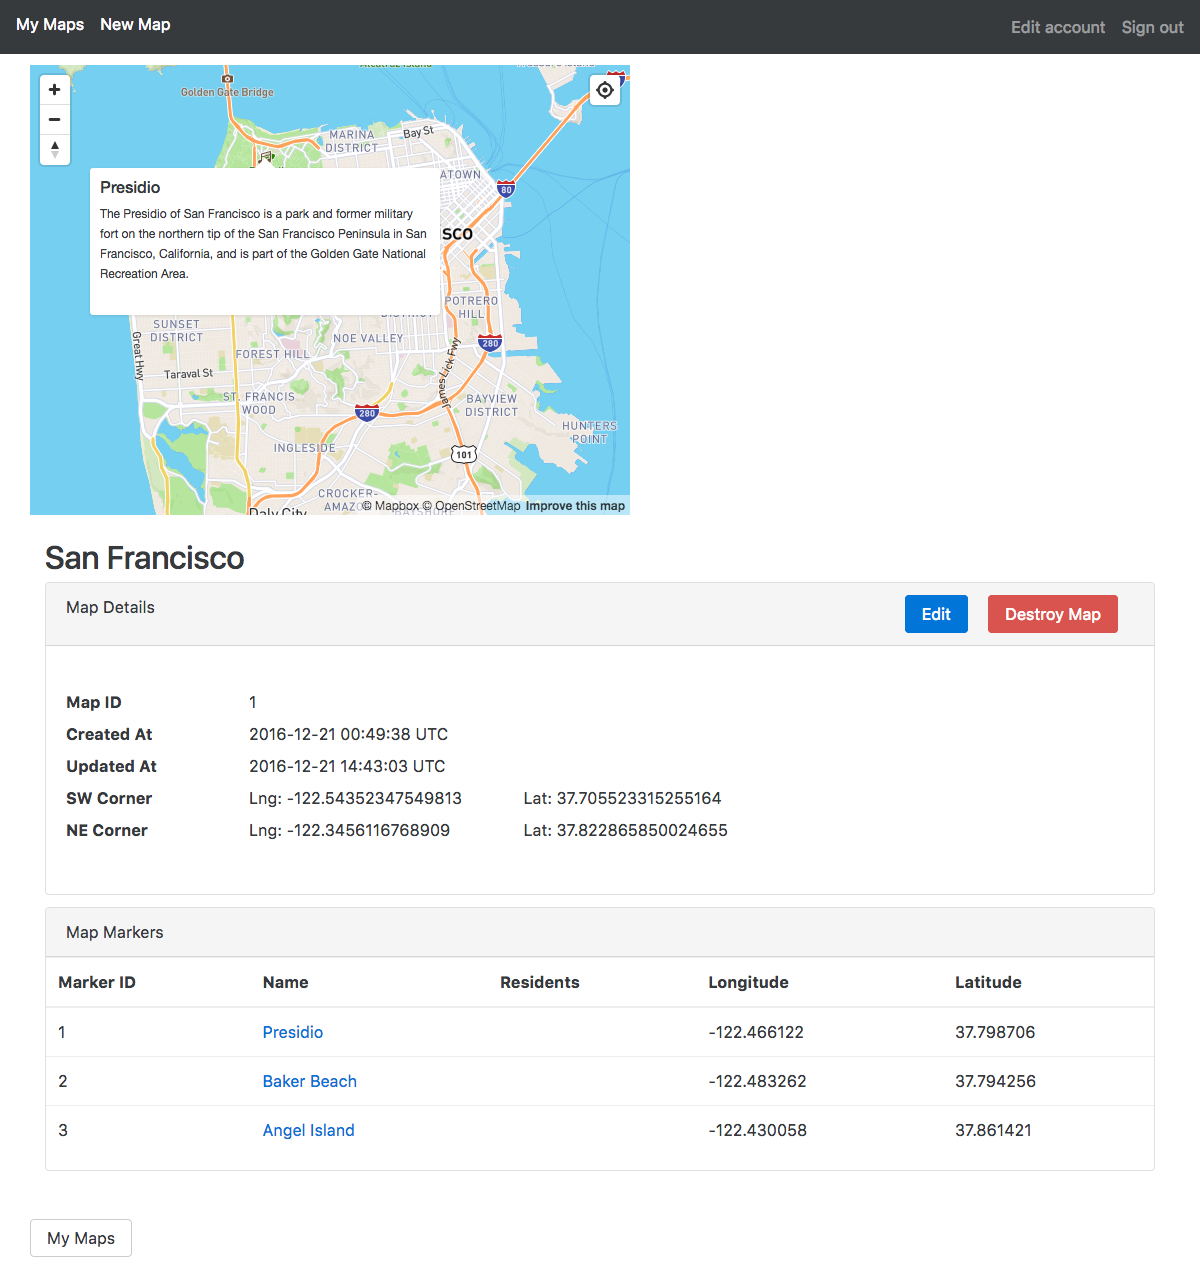 My Maps New Map Edit account Sign out
Golden Gate Bridge
MARINA
DISTRICT
Bay St
80
Presidio
The Presidio of San Francisco is a park and former military
fort on the northern tip of the San Francisco Peninsula in San
Francisco, California, and is part of the Golden Gate National
Recreation Area.
ATOWN
SCO
POTRERO
HILL
DISTRICT
SUNSET
DISTRICT
NOE VALLEY
280
Great Hwy
FOREST HILL
James Lick Fwy
Taraval St
ST. FRANCIS
WOOD
280
BAYVIEW
DISTRICT
HUNTERS
POINT
INGLESIDE
101
CROCKER-
AMAZO
Daly City
© Mapbox © OpenStreetMap Improve this map
San Francisco
Map Details Edit Destroy Map
Map ID 1
Created At 2016-12-21 00:49:38 UTC
Updated At 2016-12-21 14:43:03 UTC
SW Corner Lng: -122.54352347549813 Lat: 37.705523315255164
NE Corner Lng: -122.3456116768909 Lat: 37.822865850024655
Map Markers
Marker ID Name Residents Longitude Latitude
1 Presidio -122.466122 37.798706
2 Baker Beach -122.483262 37.794256
3 Angel Island -122.430058 37.861421
My Maps